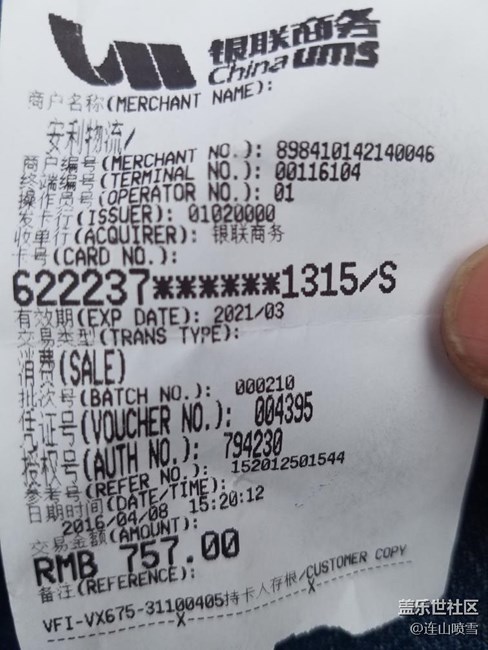 银联商务
China ums
商户名称(MERCHANT NAME):
安利物流/
商户编号(MERCHANT NO.): 898410142140046
终端编号(TERMINAL NO.): 00116104
操作员号(OPERATOR NO.): 01
发卡行(ISSUER): 01020000
收单行(ACQUIRER): 银联商务
卡号(CARD NO.):
622237******1315/S
有效期(EXP DATE): 2021/03
交易类型(TRANS TYPE):
消费(SALE)
批次号(BATCH NO.): 000210
凭证号(VOUCHER NO.): 004395
授权号(AUTH NO.): 794230
参考号(REFER NO.): 152012501544
日期时间(DATE/TIME):
2016/04/08 15:20:12
交易金额(AMOUNT):
RMB 757.00
备注(REFERENCE):
VFI-VX675-31100405持卡人存根/CUSTOMER COPY
盖乐世社区
@连山喷雪